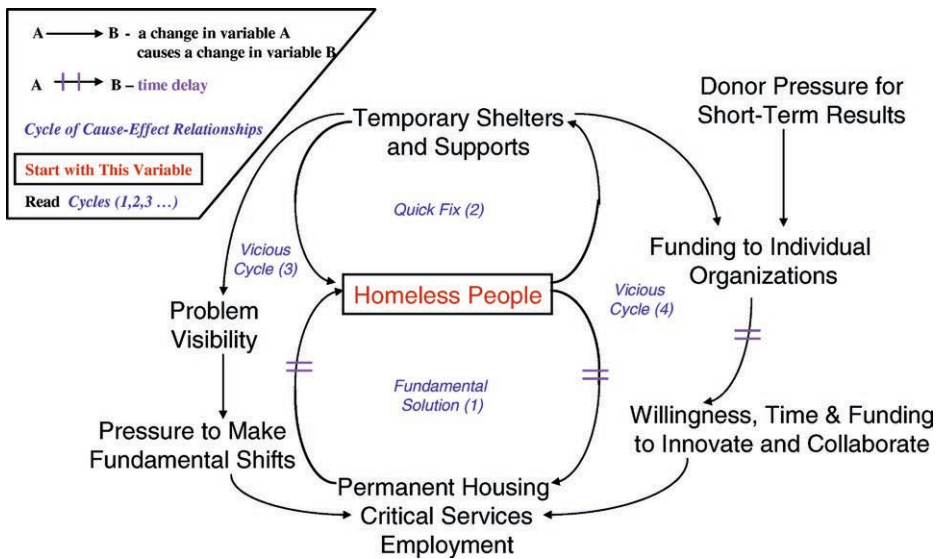 A B - a change in variable A
causes a change in variable B
A B – time delay
Cycle of Cause-Effect Relationships
Start with This Variable
Read Cycles (1,2,3 ...)
Donor Pressure for
Short-Term Results
Temporary Shelters
and Supports
Quick Fix (2)
Vicious
Cycle (3)
Homeless People
Vicious
Cycle (4)
Funding to Individual
Organizations
Problem
Visibility
Fundamental
Solution (1)
Pressure to Make
Fundamental Shifts
Willingness, Time & Funding
to Innovate and Collaborate
Permanent Housing
Critical Services
Employment